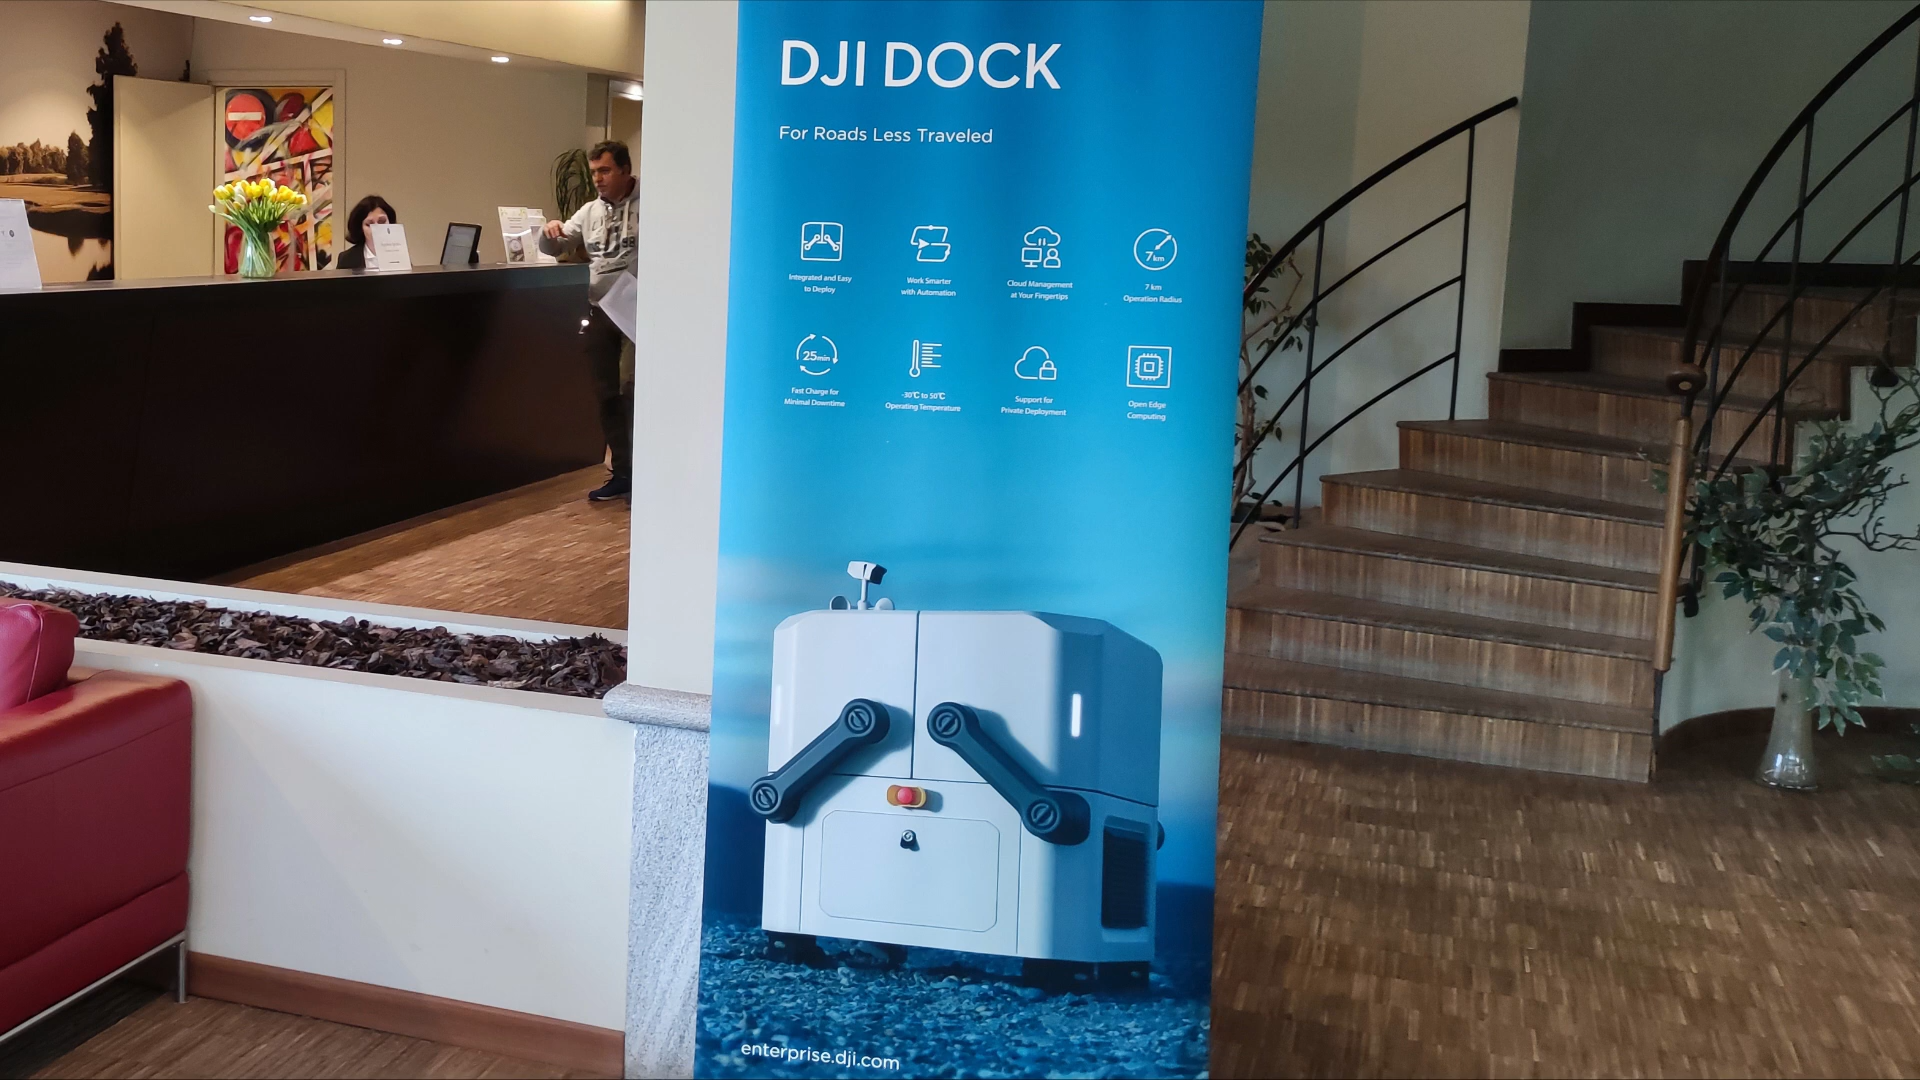 DJI DOCK
For Roads Less Traveled
Integrated and Easy
to Deploy
Work Smarter
with Automation
Cloud Management
at Your Fingertips
7km
7 km
Operation Radius
25min
Fast Charge for
Minimal Downtime
-30℃ to 50℃
Operating Temperature
Support for
Private Deployment
Open Edge
Computing
enterprise.dji.com